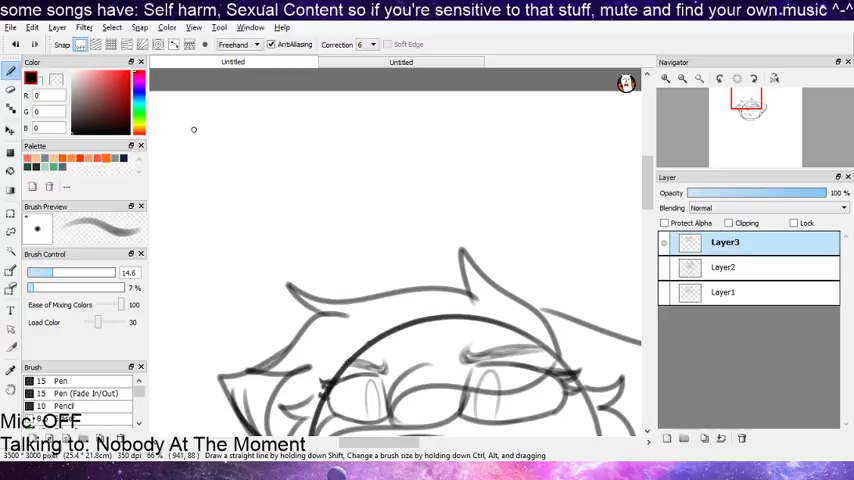 some songs have: Self harm, Sexual Content so if you're sensitive to that stuff, mute and find your own music ^-^
File Edit Layer Filter Select Snap Color View Tool Window Help
Snap OFF Freehand AntiAliasing Correction 6 Soft Edge
Untitled Untitled
Color
R 0
G 0
B 0
Palette
---
Brush Preview
Brush Control
14.6
7 %
Ease of Mixing Colors 100
Load Color 30
Brush
15 Pen
15 Pen (Fade In/Out)
10 Pencil
Navigator
Layer
Opacity 100 %
Blending Normal
Protect Alpha Clipping Lock
Layer3
Layer2
Layer1
Mic: OFF
Talking to: Nobody At The Moment
3500 * 3000 pixel (25.4 * 21.8cm) 350 dpi 66 % ( 941, 88 ) Draw a straight line by holding down Shift, Change a brush size by holding down Ctrl, Alt, and dragging